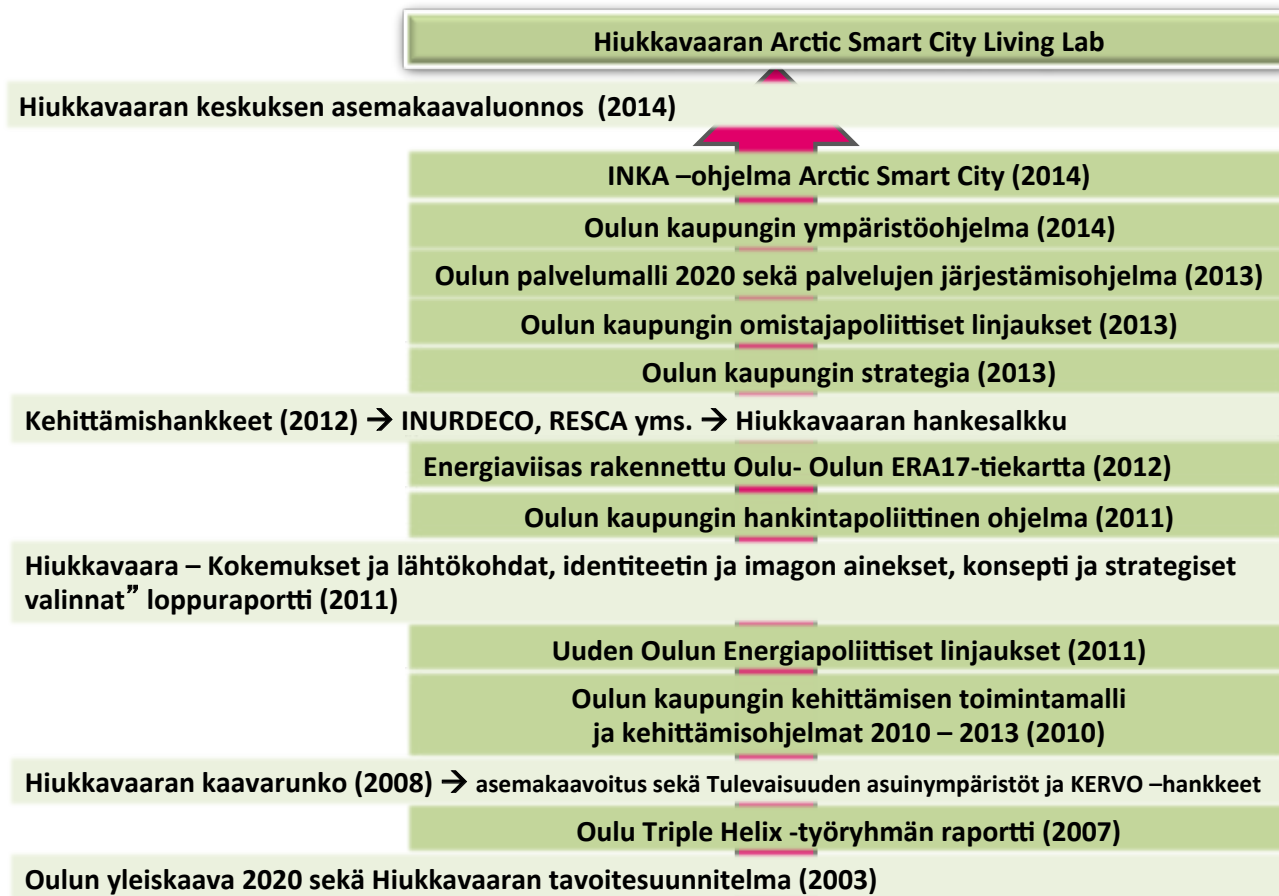 Hiukkavaaran Arctic Smart City Living Lab
Hiukkavaaran keskuksen asemakaavaluonnos (2014)
INKA –ohjelma Arctic Smart City (2014)
Oulun kaupungin ympäristöohjelma (2014)
Oulun palvelumalli 2020 sekä palvelujen järjestämisohjelma (2013)
Oulun kaupungin omistajapoliittiset linjaukset (2013)
Oulun kaupungin strategia (2013)
Kehittämishankkeet (2012) → INURDECO, RESCA yms. → Hiukkavaaran hankesalkku
Energiaviisas rakennettu Oulu- Oulun ERA17-tiekartta (2012)
Oulun kaupungin hankintapoliittinen ohjelma (2011)
Hiukkavaara – Kokemukset ja lähtökohdat, identiteetin ja imagon ainekset, konsepti ja strategiset
valinnat” loppuraportti (2011)
Uuden Oulun Energiapoliittiset linjaukset (2011)
Oulun kaupungin kehittämisen toimintamalli
ja kehittämisohjelmat 2010 – 2013 (2010)
Hiukkavaaran kaavarunko (2008) → asemakaavoitus sekä Tulevaisuuden asuinympäristöt ja KERVO –hankkeet
Oulu Triple Helix -työryhmän raportti (2007)
Oulun yleiskaava 2020 sekä Hiukkavaaran tavoitesuunnitelma (2003)